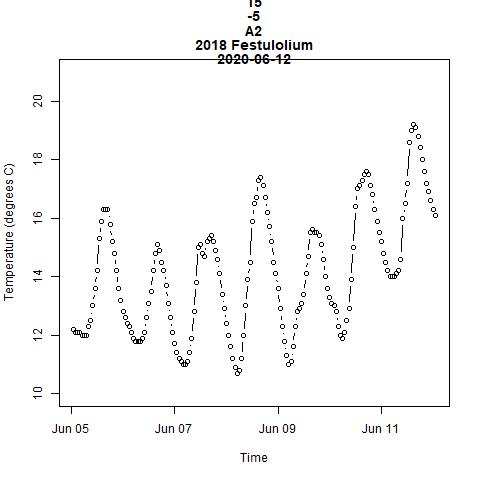 15
-5
A2
2018 Festulolium
2020-06-12
20
18
16
14
12
10
Temperature (degrees C)
Jun 05
Jun 07
Jun 09
Jun 11
Time